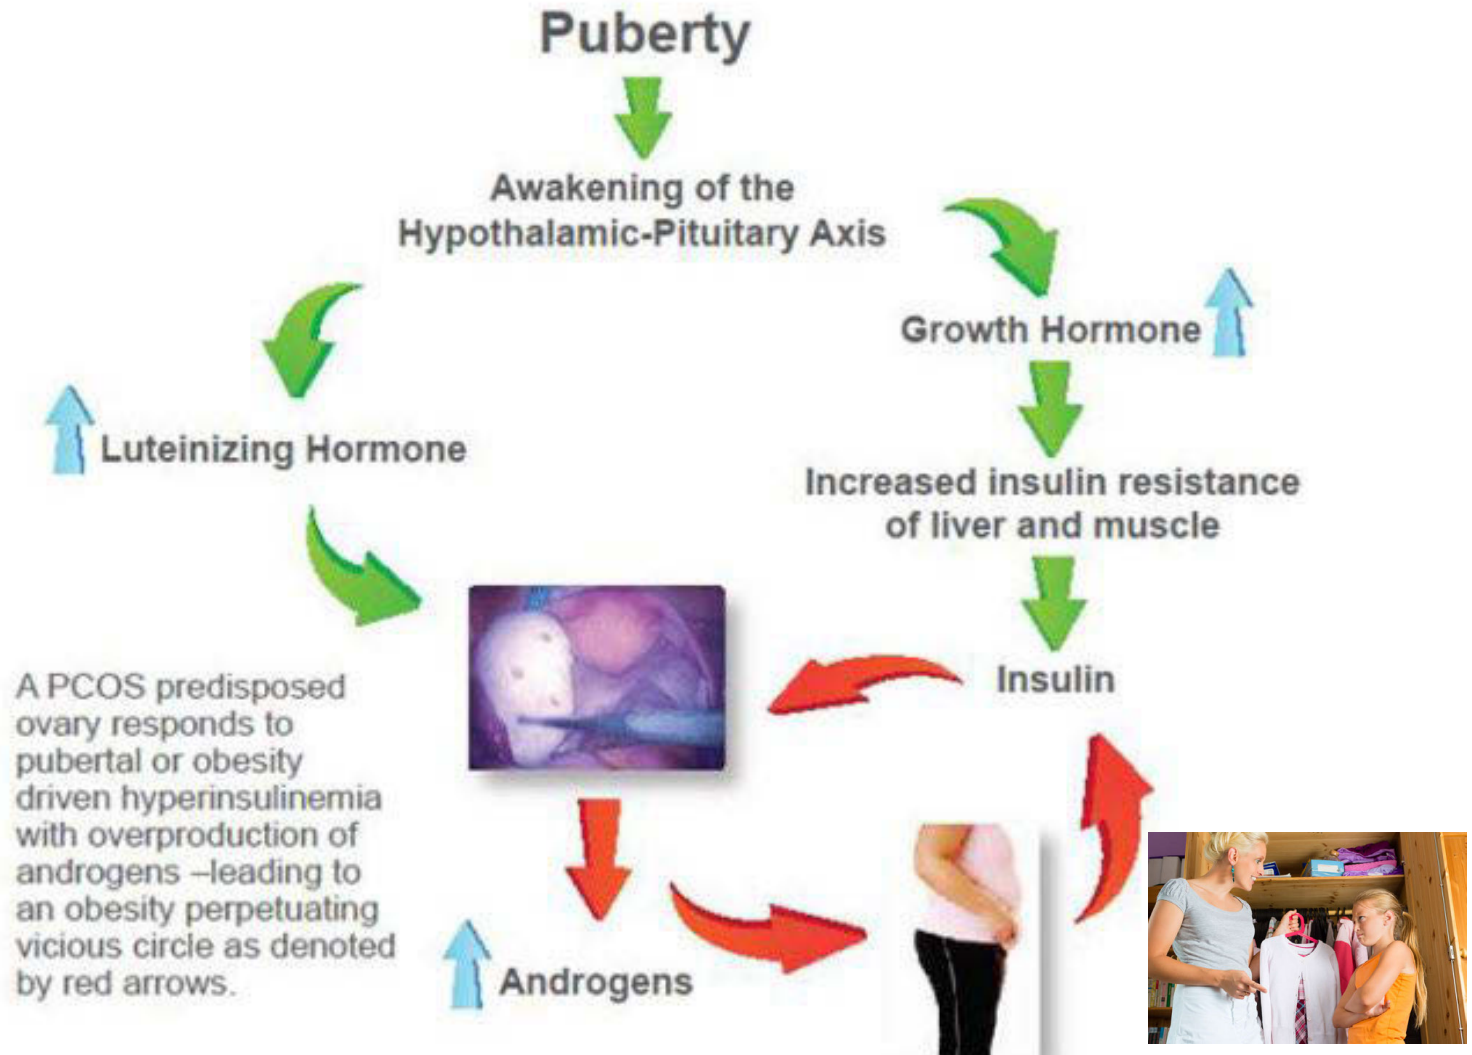 Puberty
Awakening of the
Hypothalamic-Pituitary Axis
Growth Hormone
Luteinizing Hormone
Increased insulin resistance
of liver and muscle
Insulin
A PCOS predisposed
ovary responds to
pubertal or obesity
driven hyperinsulinemia
with overproduction of
androgens –leading to
an obesity perpetuating
vicious circle as denoted
by red arrows.
Androgens